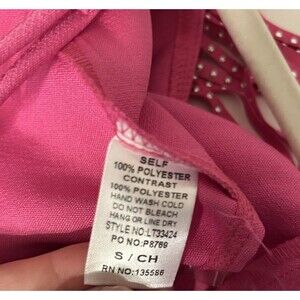 SELF
100% POLYESTER
CONTRAST
100% POLYESTER
HAND WASH COLD
DO NOT BLEACH
HANG OR LINE DRY
STYLE NO:LT33424
PO NO:P8769
S / CH
RN NO:135586